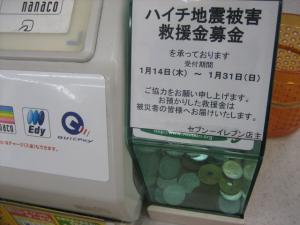 nanaco
ハイチ地震被害
救援金募金
を承っております
受付期間
1月14日(木) ～ 1月31日(日)
ご協力をお願い申し上げます。
お預かりした救援金は
被災者の皆様へお届けいたします。
セブン－イレブン店主
nanaco
Edy
QUICPay